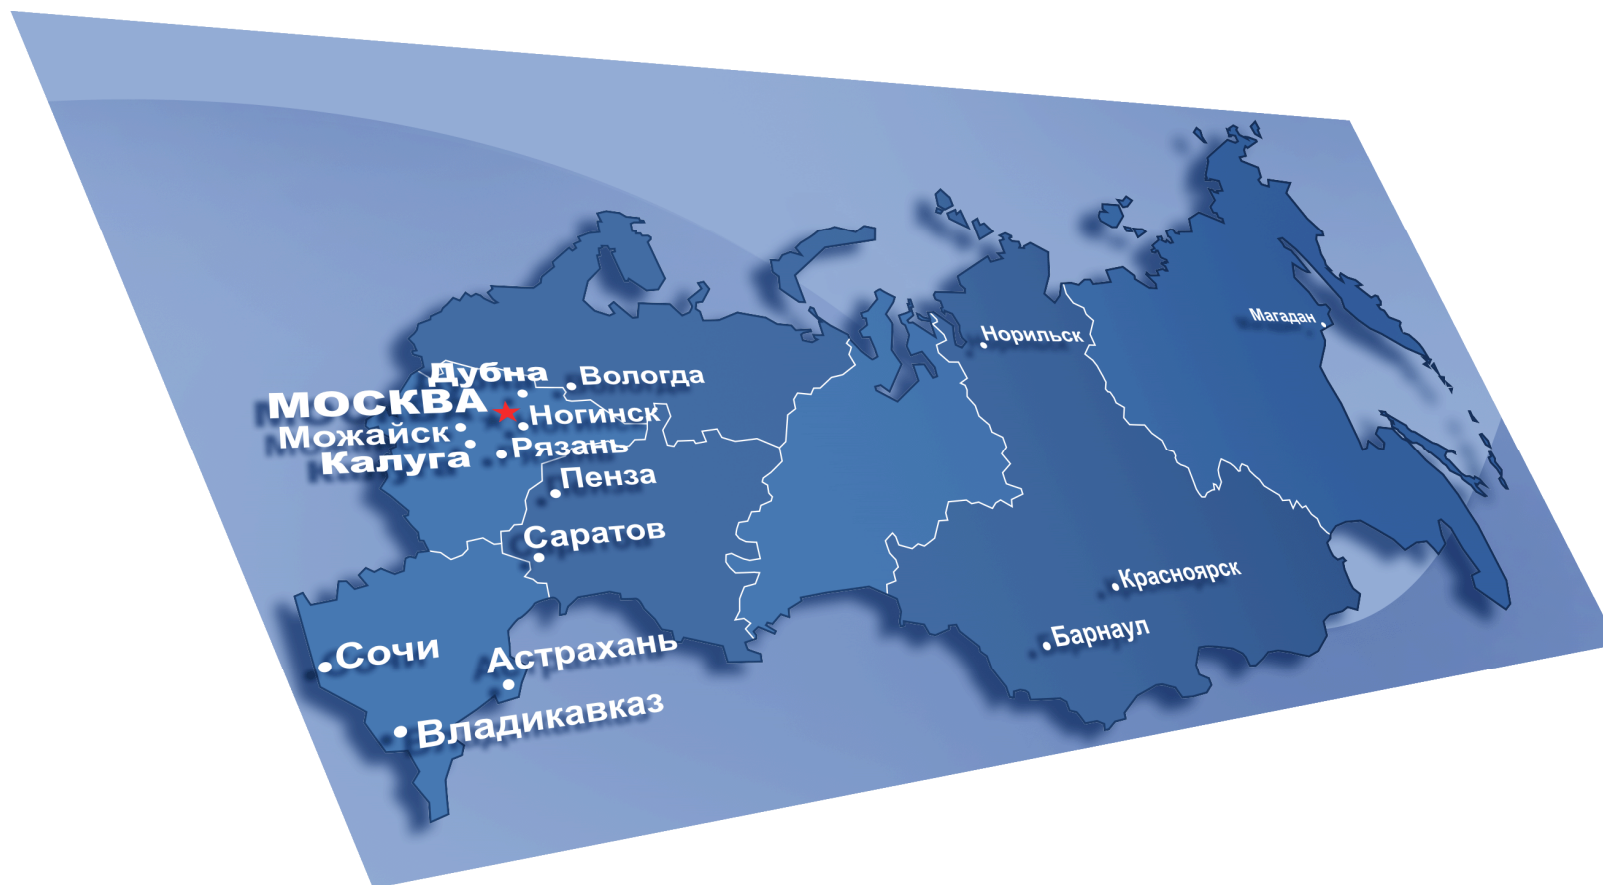 Магадан
Норильск
Дубна
Вологда
МОСКВА
Ногинск
Можайск
Рязань
Калуга
Пенза
Саратов
Красноярск
Барнаул
Сочи
Астрахань
Владикавказ